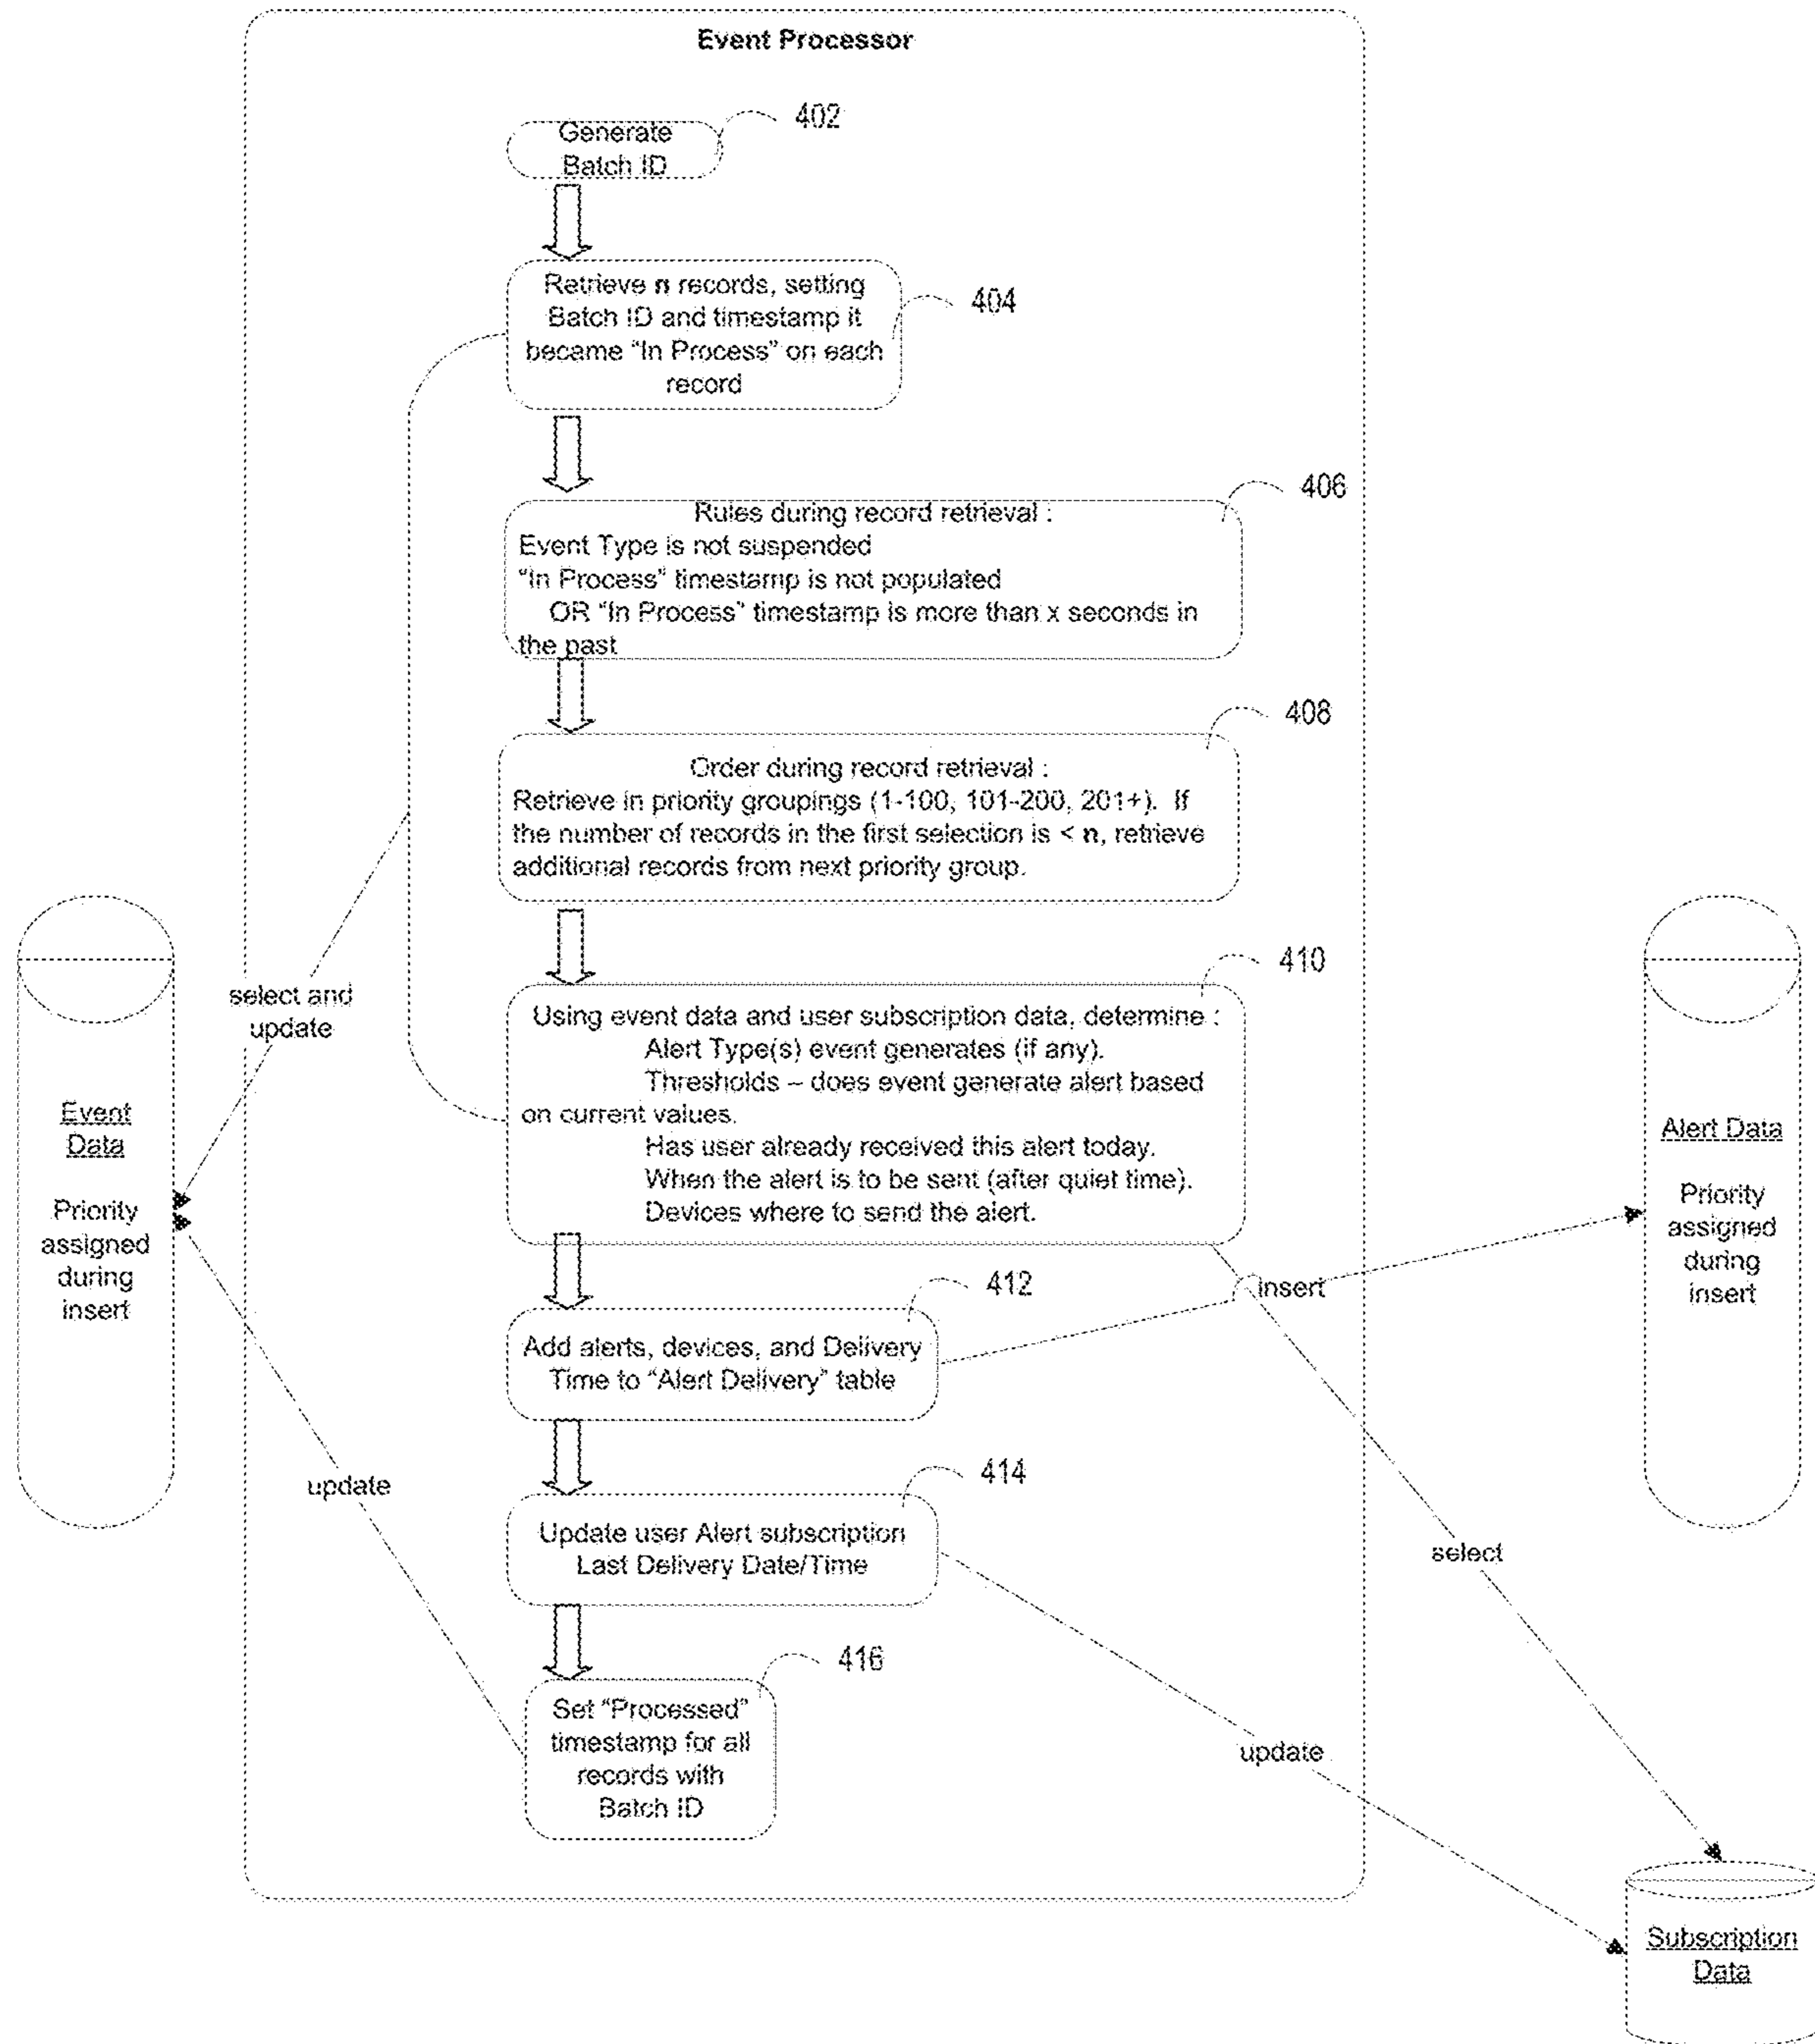 Event Processor
402
Generate
Batch ID
404
Retrieve n records, setting
Batch ID and timestamp it
became "In Process" on each
record
406
Rules during record retrieval :
Event Type is not suspended
"In Process" timestamp is not populated
OR "In Process" timestamp is more than x seconds in
the past
408
Order during record retrieval :
Retrieve in priority groupings (1-100, 101-200, 201+). If
the number of records in the first selection is < n, retrieve
additional records from next priority group.
410
Using event data and user subscription data, determine :
Alert Type(s) event generates (if any).
Thresholds – does event generate alert based
on current values.
Has user already received this alert today.
When the alert is to be sent (after quiet time).
Devices where to send the alert.
select and
update
Event
Data
Priority
assigned
during
insert
Alert Data
Priority
assigned
during
insert
412
insert
Add alerts, devices, and Delivery
Time to "Alert Delivery" table
update
414
Update user Alert subscription
Last Delivery Date/Time
select
416
Set "Processed"
timestamp for all
records with
Batch ID
update
Subscription
Data